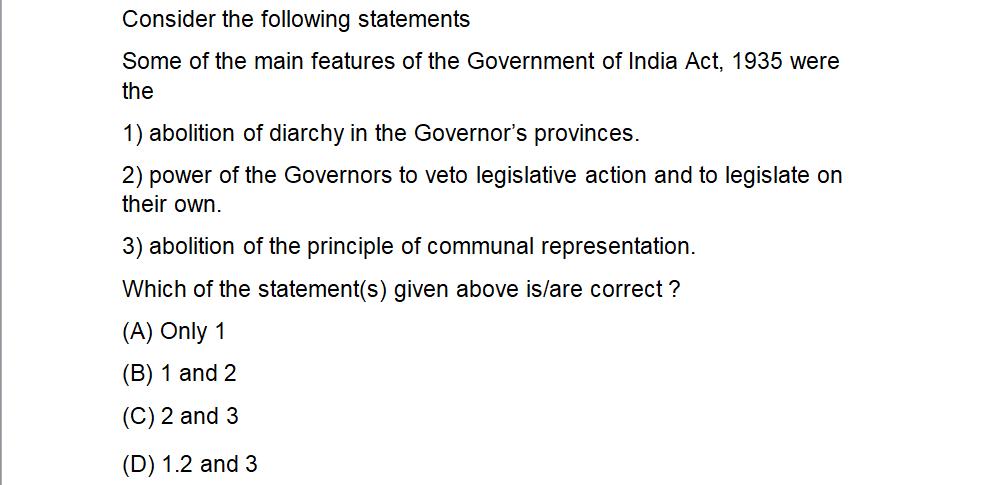 Consider the following statements
Some of the main features of the Government of India Act, 1935 were
the
1) abolition of diarchy in the Governor's provinces.
2) power of the Governors to veto legislative action and to legislate on
their own.
3) abolition of the principle of communal representation.
Which of the statement(s) given above is/are correct ?
(A) Only 1
(B) 1 and 2
(C) 2 and 3
(D) 1.2 and 3